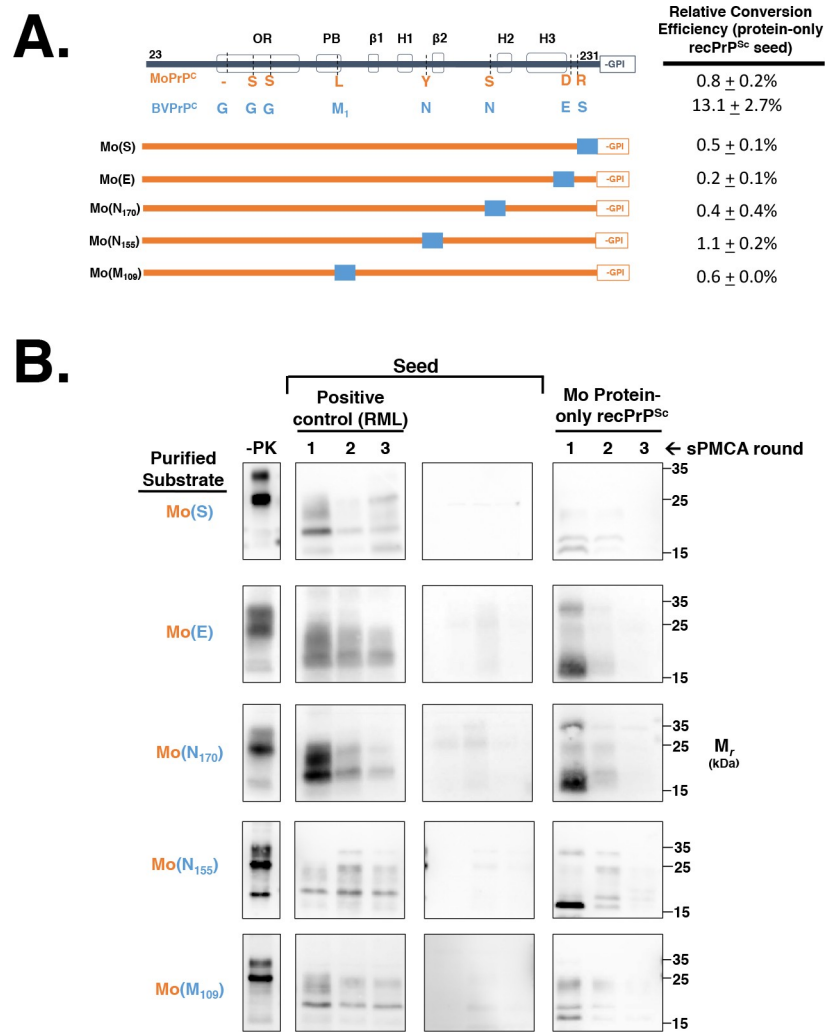 A.
Relative Conversion
Efficiency (protein-only
recPrPSc seed)
23 OR PB β1 H1 β2 H2 H3 231 -GPI
MoPrPC - S S L Y S D R 0.8 ± 0.2%
BVPrPC G G G M1 N N E S 13.1 ± 2.7%
Mo(S) -GPI 0.5 ± 0.1%
Mo(E) -GPI 0.2 ± 0.1%
Mo(N170) -GPI 0.4 ± 0.4%
Mo(N155) -GPI 1.1 ± 0.2%
Mo(M109) -GPI 0.6 ± 0.0%
B.
Seed
Positive
control (RML)
Mo Protein-
only recPrPSc
Purified
Substrate
-PK 1 2 3 1 2 3 ← sPMCA round
Mo(S)
35
25
15
Mo(E)
35
25
15
Mo(N170)
35
25
15
Mr
(kDa)
Mo(N155)
35
25
15
Mo(M109)
35
25
15